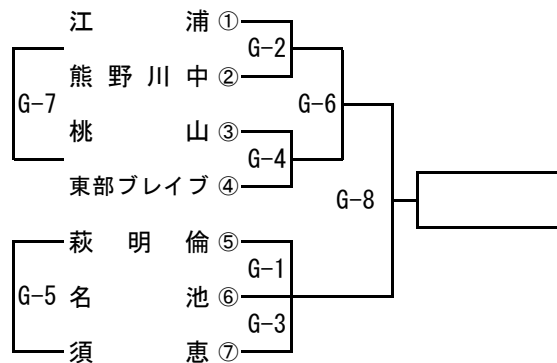 江浦 ①
G-2
熊野川中 ②
G-7 G-6
桃山 ③
G-4
東部ブレイブ ④
G-8
萩明倫 ⑤
G-1
G-5 名池 ⑥
G-3
須恵 ⑦